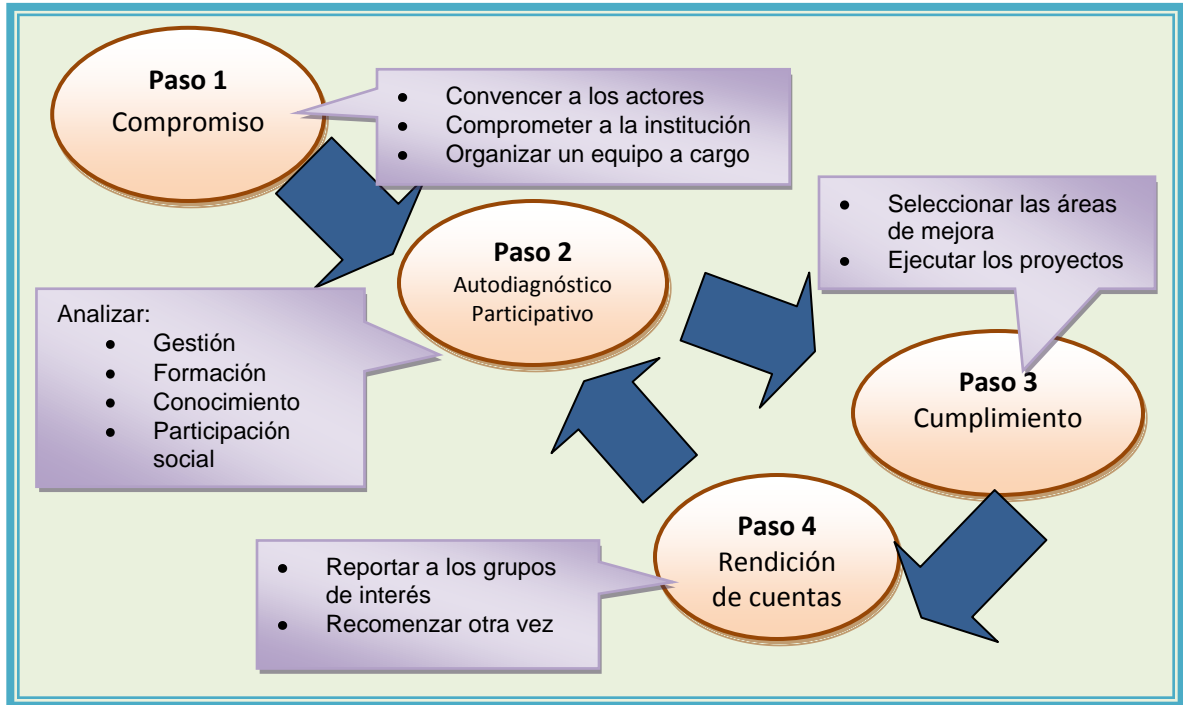 Paso 1
Compromiso
• Convencer a los actores
• Comprometer a la institución
• Organizar un equipo a cargo
Paso 2
Autodiagnóstico
Participativo
Analizar:
• Gestión
• Formación
• Conocimiento
• Participación
social
• Seleccionar las áreas
de mejora
• Ejecutar los proyectos
Paso 3
Cumplimiento
Paso 4
Rendición
de cuentas
• Reportar a los grupos
de interés
• Recomenzar otra vez